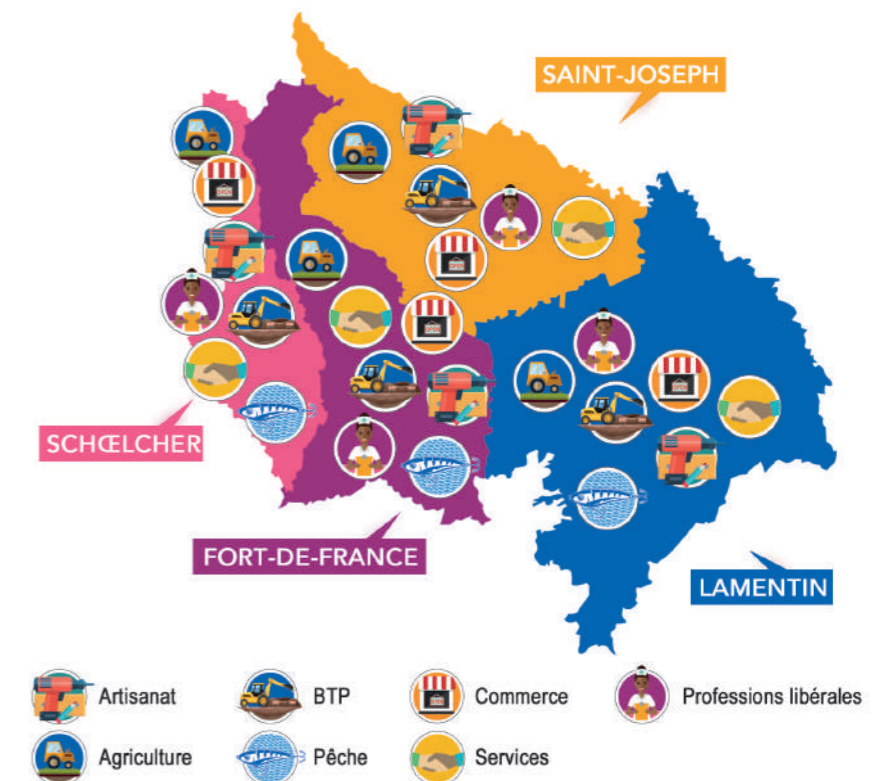 SAINT-JOSEPH
SCHŒLCHER
FORT-DE-FRANCE
LAMENTIN
Artisanat
BTP
Commerce
Professions libérales
Agriculture
Pêche
Services